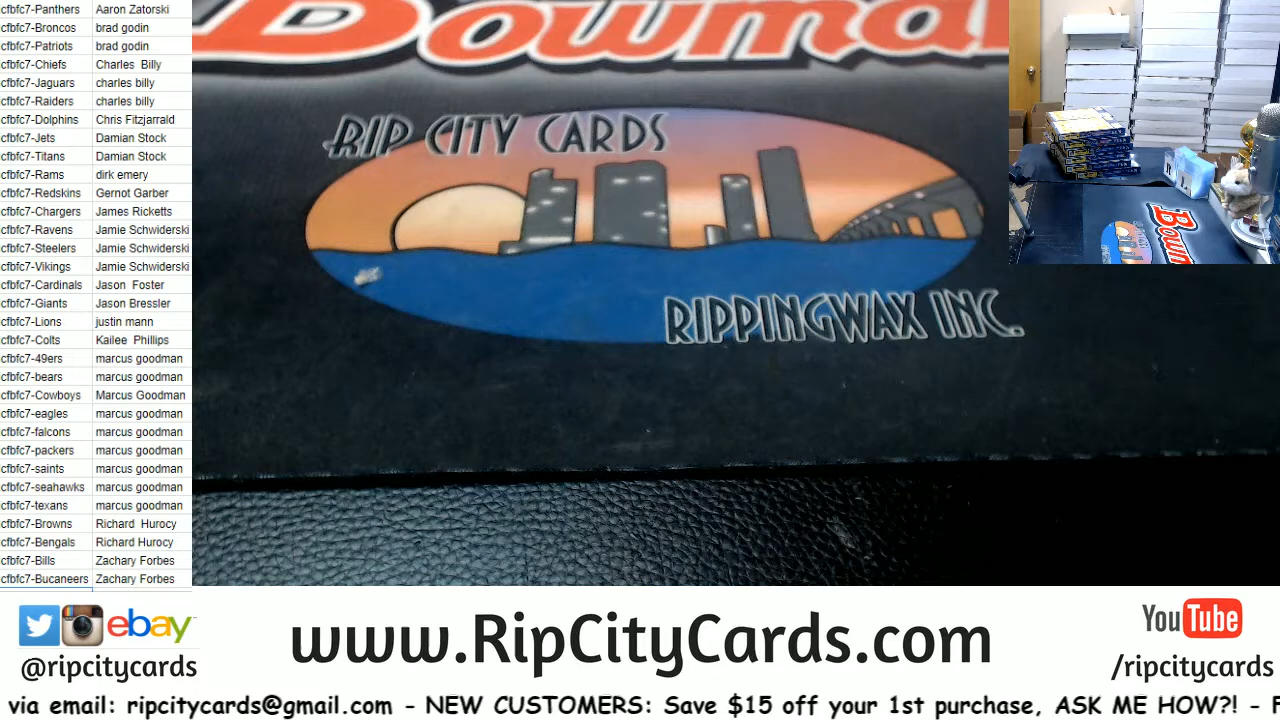 cfbfc7-Panthers Aaron Zatorski
cfbfc7-Broncos brad godin
cfbfc7-Patriots brad godin
cfbfc7-Chiefs Charles Billy
cfbfc7-Jaguars charles billy
cfbfc7-Raiders charles billy
cfbfc7-Dolphins Chris Fitzjarrald
cfbfc7-Jets Damian Stock
cfbfc7-Titans Damian Stock
cfbfc7-Rams dirk emery
cfbfc7-Redskins Gernot Garber
cfbfc7-Chargers James Ricketts
cfbfc7-Ravens Jamie Schwiderski
cfbfc7-Steelers Jamie Schwiderski
cfbfc7-Vikings Jamie Schwiderski
cfbfc7-Cardinals Jason Foster
cfbfc7-Giants Jason Bressler
cfbfc7-Lions justin mann
cfbfc7-Colts Kailee Phillips
cfbfc7-49ers marcus goodman
cfbfc7-bears marcus goodman
cfbfc7-Cowboys Marcus Goodman
cfbfc7-eagles marcus goodman
cfbfc7-falcons marcus goodman
cfbfc7-packers marcus goodman
cfbfc7-saints marcus goodman
cfbfc7-seahawks marcus goodman
cfbfc7-texans marcus goodman
cfbfc7-Browns Richard Hurocy
cfbfc7-Bengals Richard Hurocy
cfbfc7-Bills Zachary Forbes
cfbfc7-Bucaneers Zachary Forbes
Bowma
RIP CITY CARDS
RIPPINGWAX INC.
Bowm
ebay
@ripcitycards
www.RipCityCards.com
YouTube
/ripcitycards
via email: ripcitycards@gmail.com - NEW CUSTOMERS: Save $15 off your 1st purchase, ASK ME HOW?! - F